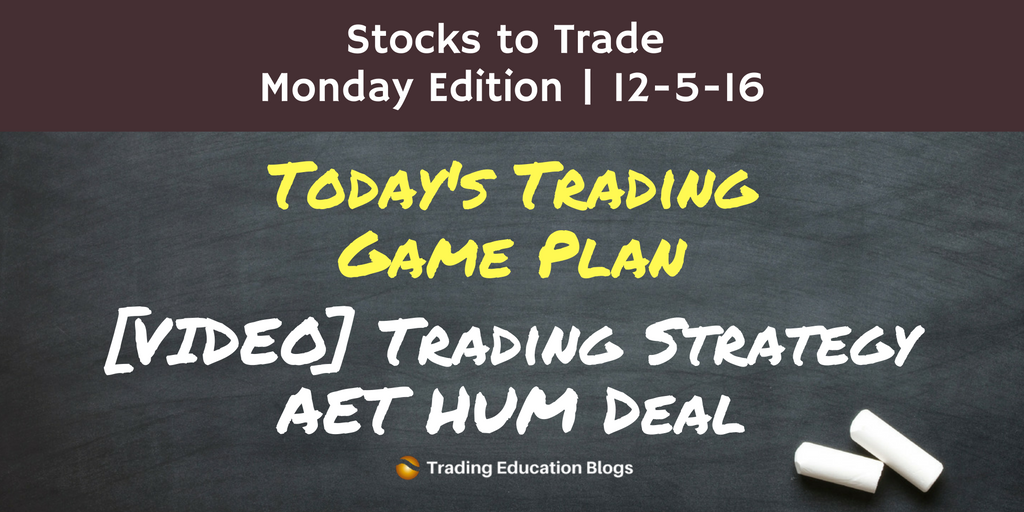 Stocks to Trade
Monday Edition | 12-5-16
Today's Trading
Game Plan
[VIDEO] Trading Strategy
AET HUM Deal
Trading Education Blogs